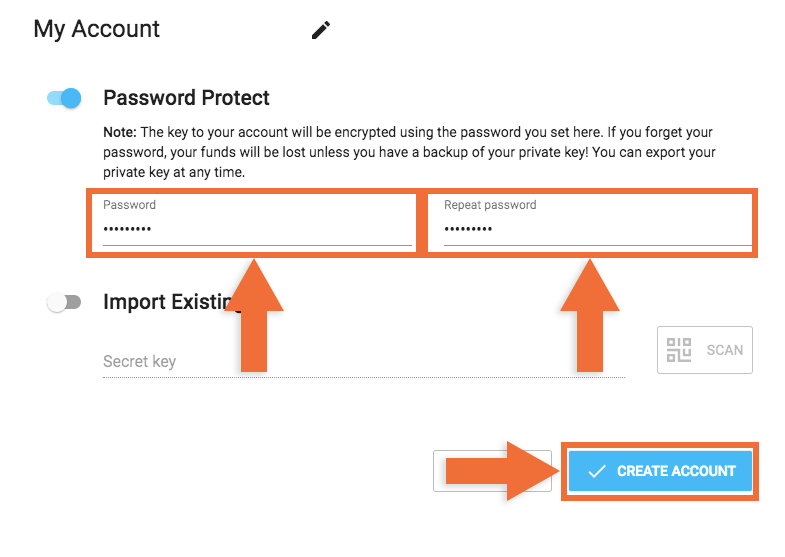 My Account
Password Protect
Note: The key to your account will be encrypted using the password you set here. If you forget your
password, your funds will be lost unless you have a backup of your private key! You can export your
private key at any time.
Password
Repeat password
•••••••••
•••••••••
Import
Secret key
SCAN
CREATE ACCOUNT